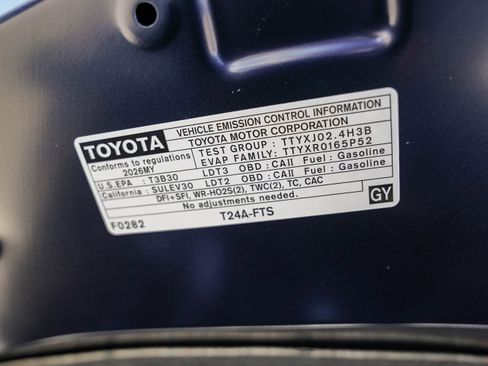 TOYOTA VEHICLE EMISSION CONTROL INFORMATION
TOYOTA MOTOR CORPORATION
Conforms to regulations TEST GROUP : TTYXJ02.4H3B
2026MY EVAP FAMILY: TTYXR0165P52
U.S EPA : T3B30 LDT3 OBD : CAII Fuel : Gasoline
California : SULEV30 LDT2 OBD : CAII Fuel : Gasoline
DFI+SFI, WR-HO2S(2), TWC(2), TC, CAC
No adjustments needed.
GY
F0282 T24A-FTS